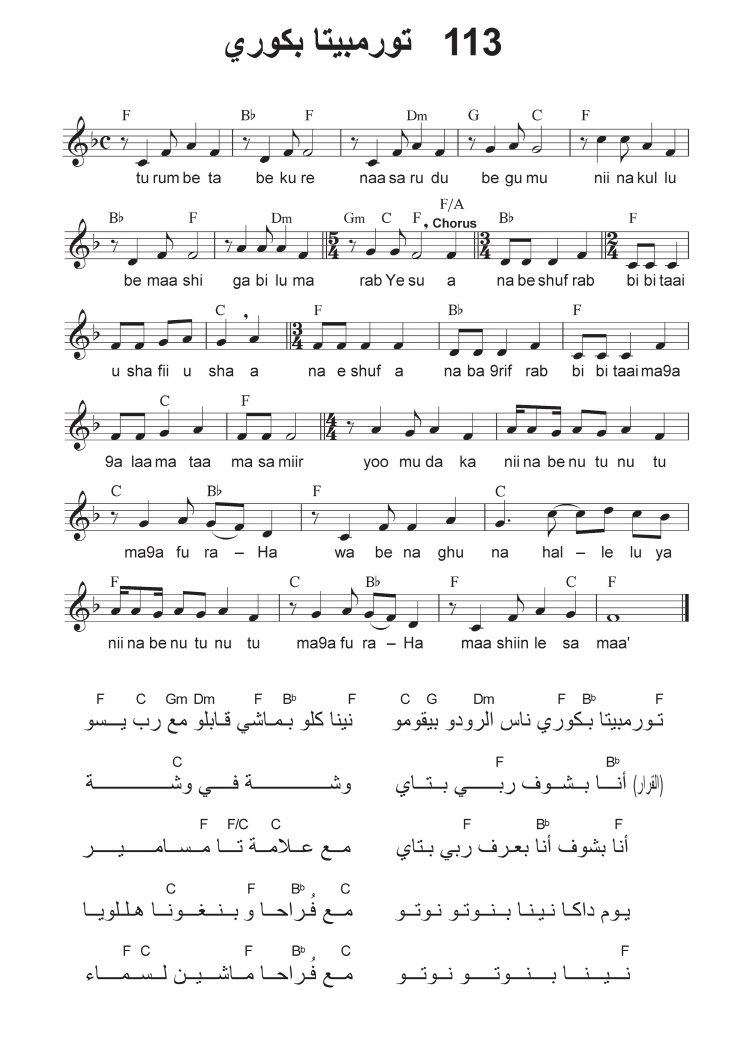 113 تورمبيتا بكوري
F B♭ F Dm G C F
tu rum be ta be ku re naa sa ru du be gu mu nii na kul lu
B♭ F Dm Gm C F, Chorus F/A B♭ F
be maa shi ga bi lu ma rab Ye su a na be shuf rab bi bi taai
C F B♭ F
u sha fii u sha a na e shuf a na ba 9rif rab bi bi taai ma9a
C F
9a laa ma taa ma sa miir yoo mu da ka nii na be nu tu nu tu
C B♭ F C
ma9a fu ra – Ha wa be na ghu na hal – le lu ya
F C B♭ F C F
nii na be nu tu nu tu ma9a fu ra – Ha maa shiin le sa maa'
F C Gm Dm F B♭ F C G Dm F B♭ F
تورمبيتا بكوري ناس الرودو بيقومو نينا كلو بماشي قابلو مع رب يسو
C F B♭
(القرار) أنا بشوف ربي بتاي وشة في وشة
F F/C C F B♭ F
أنا بشوف أنا بعرف ربي بتاي مع علامة تا مسامير
C F B♭ C
يوم داكا نينا بنوتو نوتو مع فُراحا و بنغونا هللويا
F C F B♭ C F
نينا بنوتو نوتو مع فُراحا ماشين لسماء